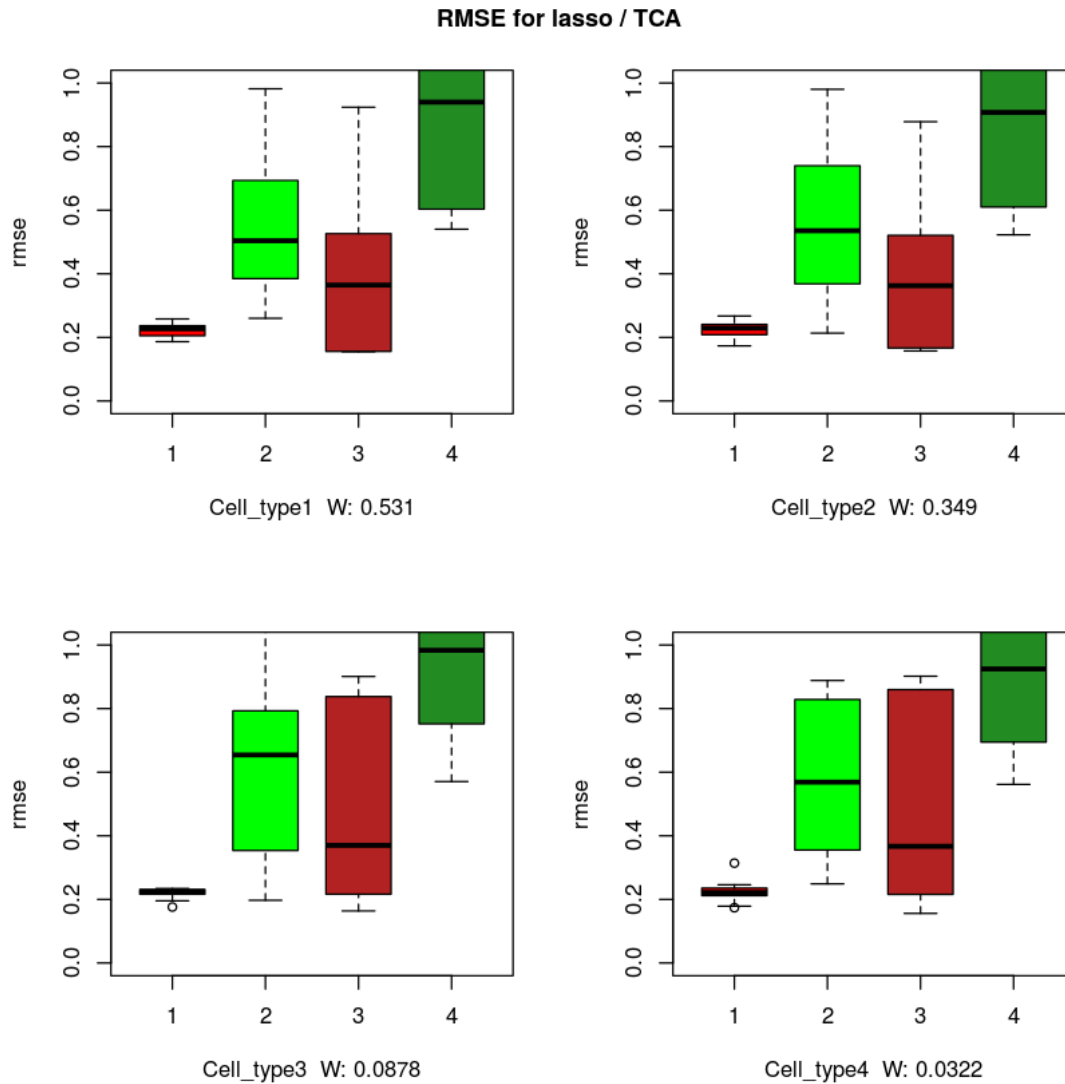 RMSE for lasso / TCA
rmse
1.0
0.8
0.6
0.4
0.2
0.0
1 2 3 4
Cell_type1 W: 0.531
rmse
1.0
0.8
0.6
0.4
0.2
0.0
1 2 3 4
Cell_type2 W: 0.349
rmse
1.0
0.8
0.6
0.4
0.2
0.0
1 2 3 4
Cell_type3 W: 0.0878
rmse
1.0
0.8
0.6
0.4
0.2
0.0
1 2 3 4
Cell_type4 W: 0.0322